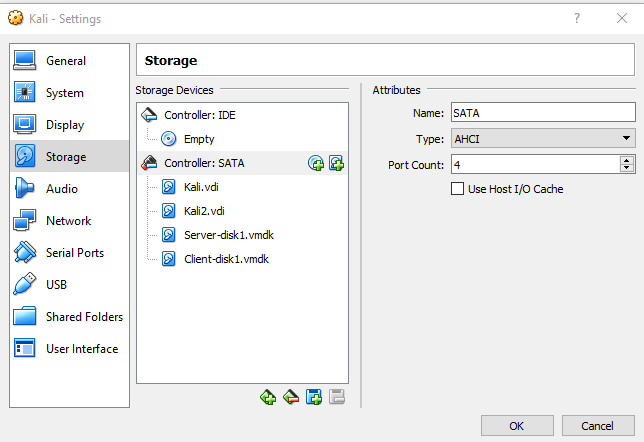 Kali - Settings
?
General
System
Display
Storage
Audio
Network
Serial Ports
USB
Shared Folders
User Interface
Storage
Storage Devices
Controller: IDE
Empty
Controller: SATA
Kali.vdi
Kali2.vdi
Server-disk1.vmdk
Client-disk1.vmdk
Attributes
Name: SATA
Type: AHCI
Port Count: 4
Use Host I/O Cache
OK
Cancel